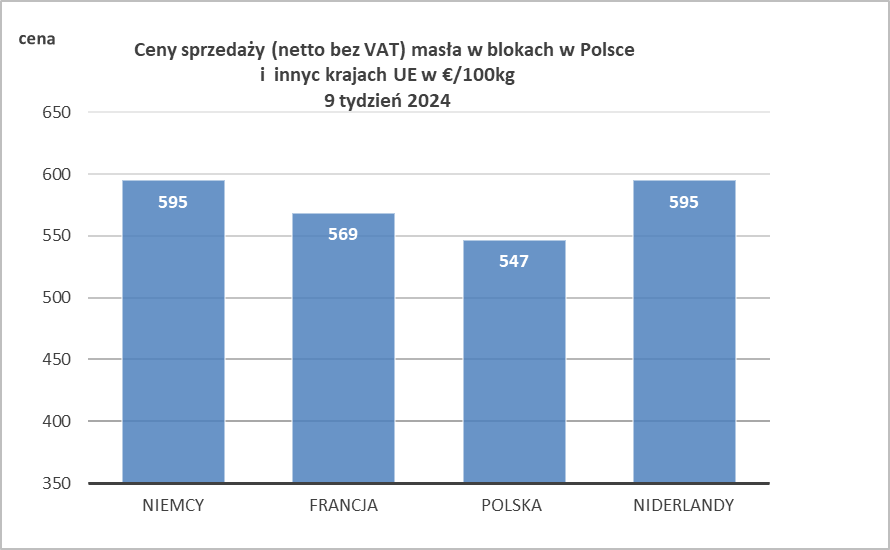 cena
Ceny sprzedaży (netto bez VAT) masła w blokach w Polsce
i innyc krajach UE w €/100kg
9 tydzień 2024
650
600
550
500
450
400
350
595
569
547
595
NIEMCY
FRANCJA
POLSKA
NIDERLANDY